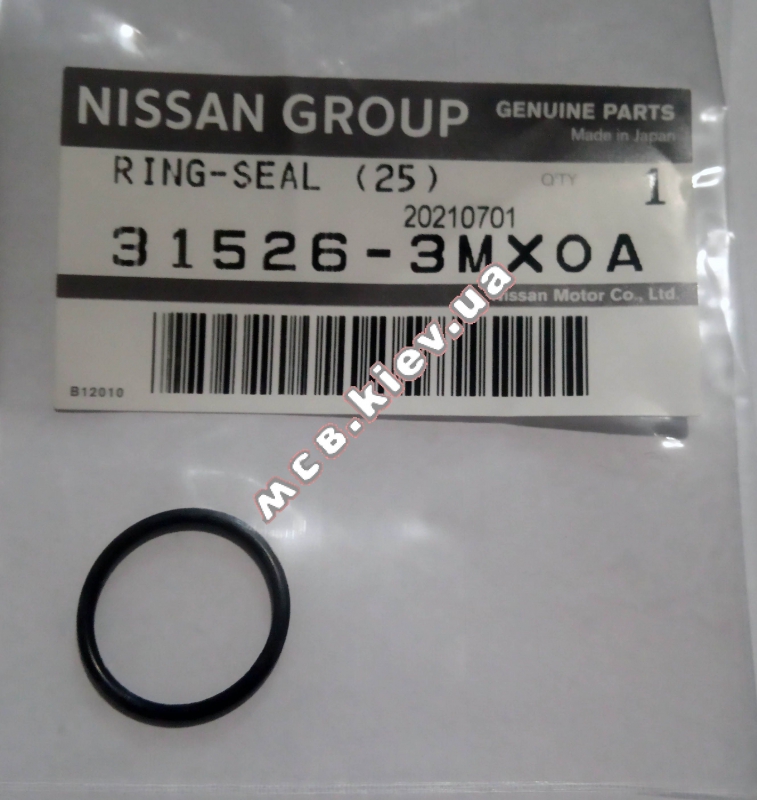 NISSAN GROUP
GENUINE PARTS
Made in Japan
RING-SEAL (25)
Q'TY 1
20210701
31526-3MX0A
Nissan Motor Co., Ltd.
B12010
мсв.kiev.ua